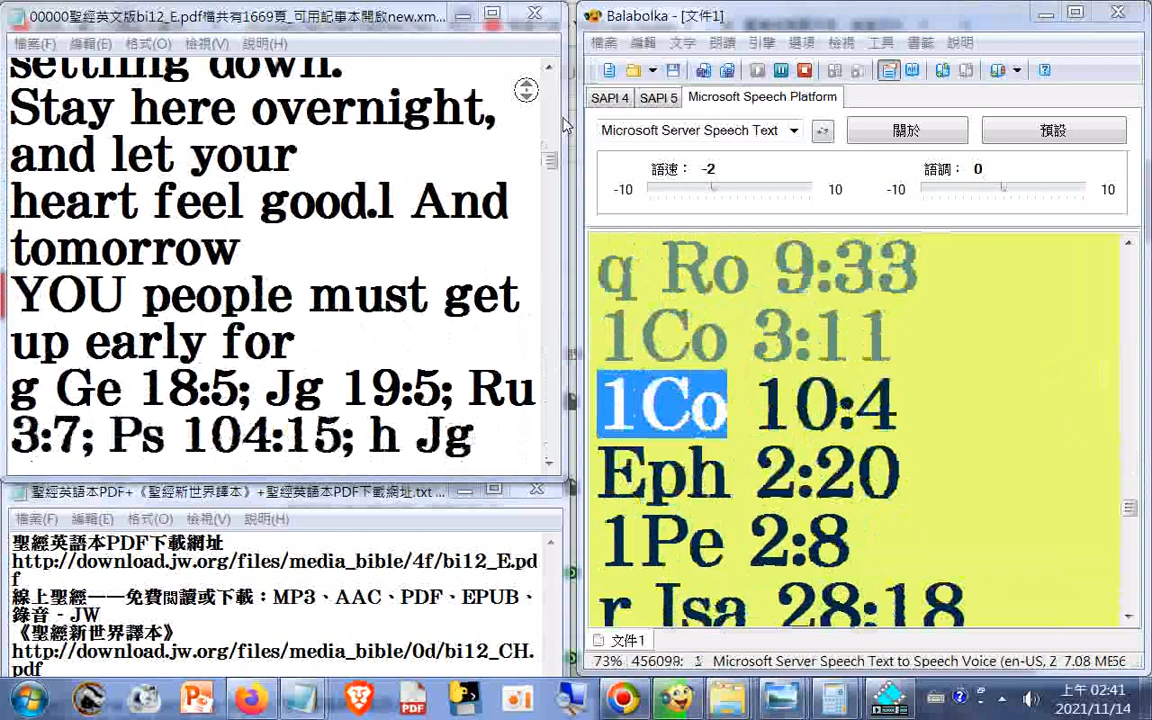 00000聖經英文版bi12_E.pdf檔共有1669頁_可用記事本開啟new.xm...
檔案(F) 編輯(E) 格式(O) 檢視(V) 說明(H)
settling down.
Stay here overnight,
and let your
heart feel good.l And
tomorrow
YOU people must get
up early for
g Ge 18:5; Jg 19:5; Ru
3:7; Ps 104:15; h Jg
聖經英語本PDF+《聖經新世界譯本》+聖經英語本PDF下載網址.txt ...
檔案(F) 編輯(E) 格式(O) 檢視(V) 說明(H)
聖經英語本PDF下載網址
http://download.jw.org/files/media_bible/4f/bi12_E.pd
f
線上聖經——免費閱讀或下載：MP3、AAC、PDF、EPUB、
錄音 - JW
《聖經新世界譯本》
http://download.jw.org/files/media_bible/0d/bi12_CH.
pdf
Balabolka - [文件1]
檔案 編輯 文字 朗讀 引擎 選項 檢視 工具 書籤 說明
SAPI 4 SAPI 5 Microsoft Speech Platform
Microsoft Server Speech Text 關於 預設
語速： -2 語調： 0
-10 10 -10 10
q Ro 9:33
1Co 3:11
1Co 10:4
Eph 2:20
1Pe 2:8
r Isa 28:18
文件1
73% 456098: 1 Microsoft Server Speech Text to Speech Voice (en-US, Z 7.08 ME56
PDF
上午 02:41
2021/11/14